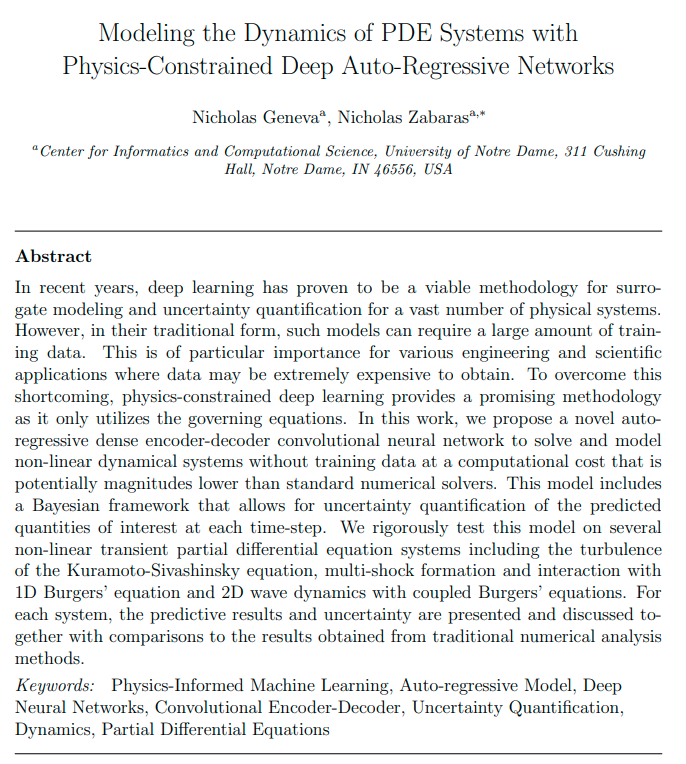 Modeling the Dynamics of PDE Systems with
Physics-Constrained Deep Auto-Regressive Networks
Nicholas Genevaᵃ, Nicholas Zabarasᵃ,*
ᵃCenter for Informatics and Computational Science, University of Notre Dame, 311 Cushing
Hall, Notre Dame, IN 46556, USA
Abstract
In recent years, deep learning has proven to be a viable methodology for surro-
gate modeling and uncertainty quantification for a vast number of physical systems.
However, in their traditional form, such models can require a large amount of train-
ing data. This is of particular importance for various engineering and scientific
applications where data may be extremely expensive to obtain. To overcome this
shortcoming, physics-constrained deep learning provides a promising methodology
as it only utilizes the governing equations. In this work, we propose a novel auto-
regressive dense encoder-decoder convolutional neural network to solve and model
non-linear dynamical systems without training data at a computational cost that is
potentially magnitudes lower than standard numerical solvers. This model includes
a Bayesian framework that allows for uncertainty quantification of the predicted
quantities of interest at each time-step. We rigorously test this model on several
non-linear transient partial differential equation systems including the turbulence
of the Kuramoto-Sivashinsky equation, multi-shock formation and interaction with
1D Burgers' equation and 2D wave dynamics with coupled Burgers' equations. For
each system, the predictive results and uncertainty are presented and discussed to-
gether with comparisons to the results obtained from traditional numerical analysis
methods.
Keywords: Physics-Informed Machine Learning, Auto-regressive Model, Deep
Neural Networks, Convolutional Encoder-Decoder, Uncertainty Quantification,
Dynamics, Partial Differential Equations